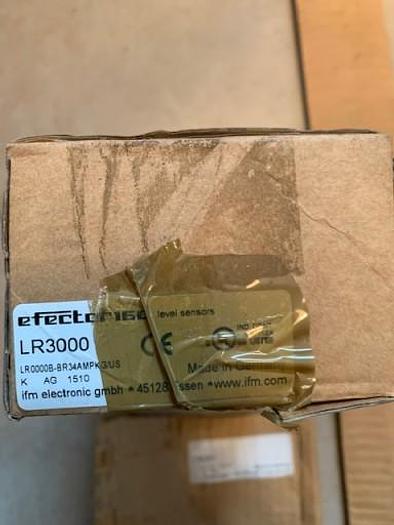 efector160 level sensors
LR3000
LR0000B-BR34AMPKG/US
K AG 1510 Made in Germany
ifm electronic gmbh • 45128 Essen • www.ifm.com